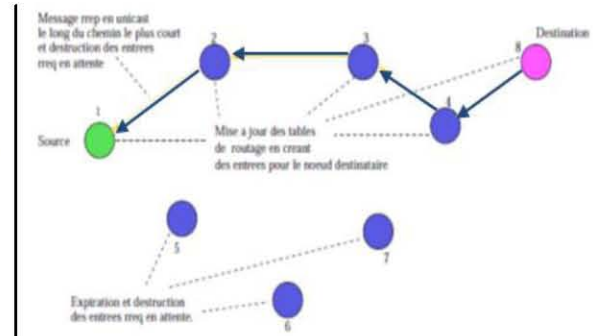 Message rrep en unicast
le long du chemin le plus court
et destruction des entrees
rreq en attente
2
3
Destination
8
1
4
Source
Mise a jour des tables
de routage en creant
des entrees pour le noeud destinataire
5
7
Expiration et destruction
des entrees rreq en attente.
6